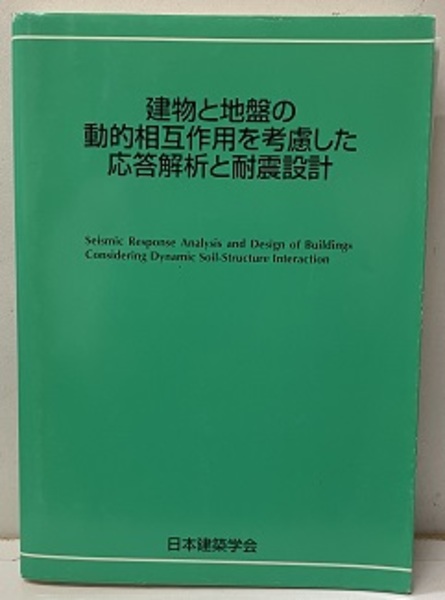 建物と地盤の
動的相互作用を考慮した
応答解析と耐震設計
Seismic Response Analysis and Design of Buildings
Considering Dynamic Soil-Structure Interaction
日本建築学会